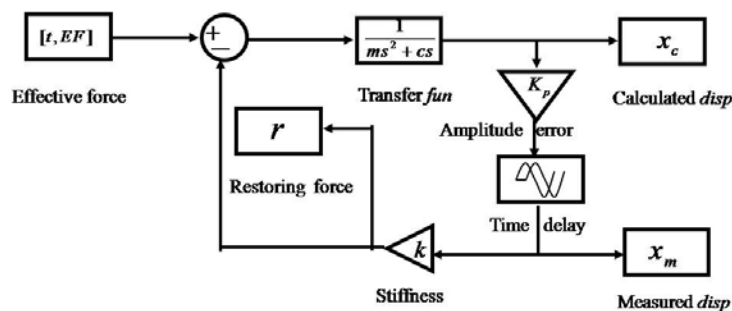 [t, EF]
+
−
1
ms² + cs
x_c
Effective force
Transfer fun
K_p
Calculated disp
Amplitude error
r
Restoring force
Time delay
k
x_m
Stiffness
Measured disp